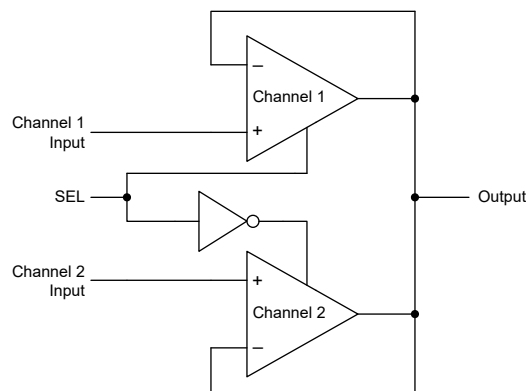 −
Channel 1
Channel 1
Input
+
SEL
Output
Channel 2
Input
+
Channel 2
−